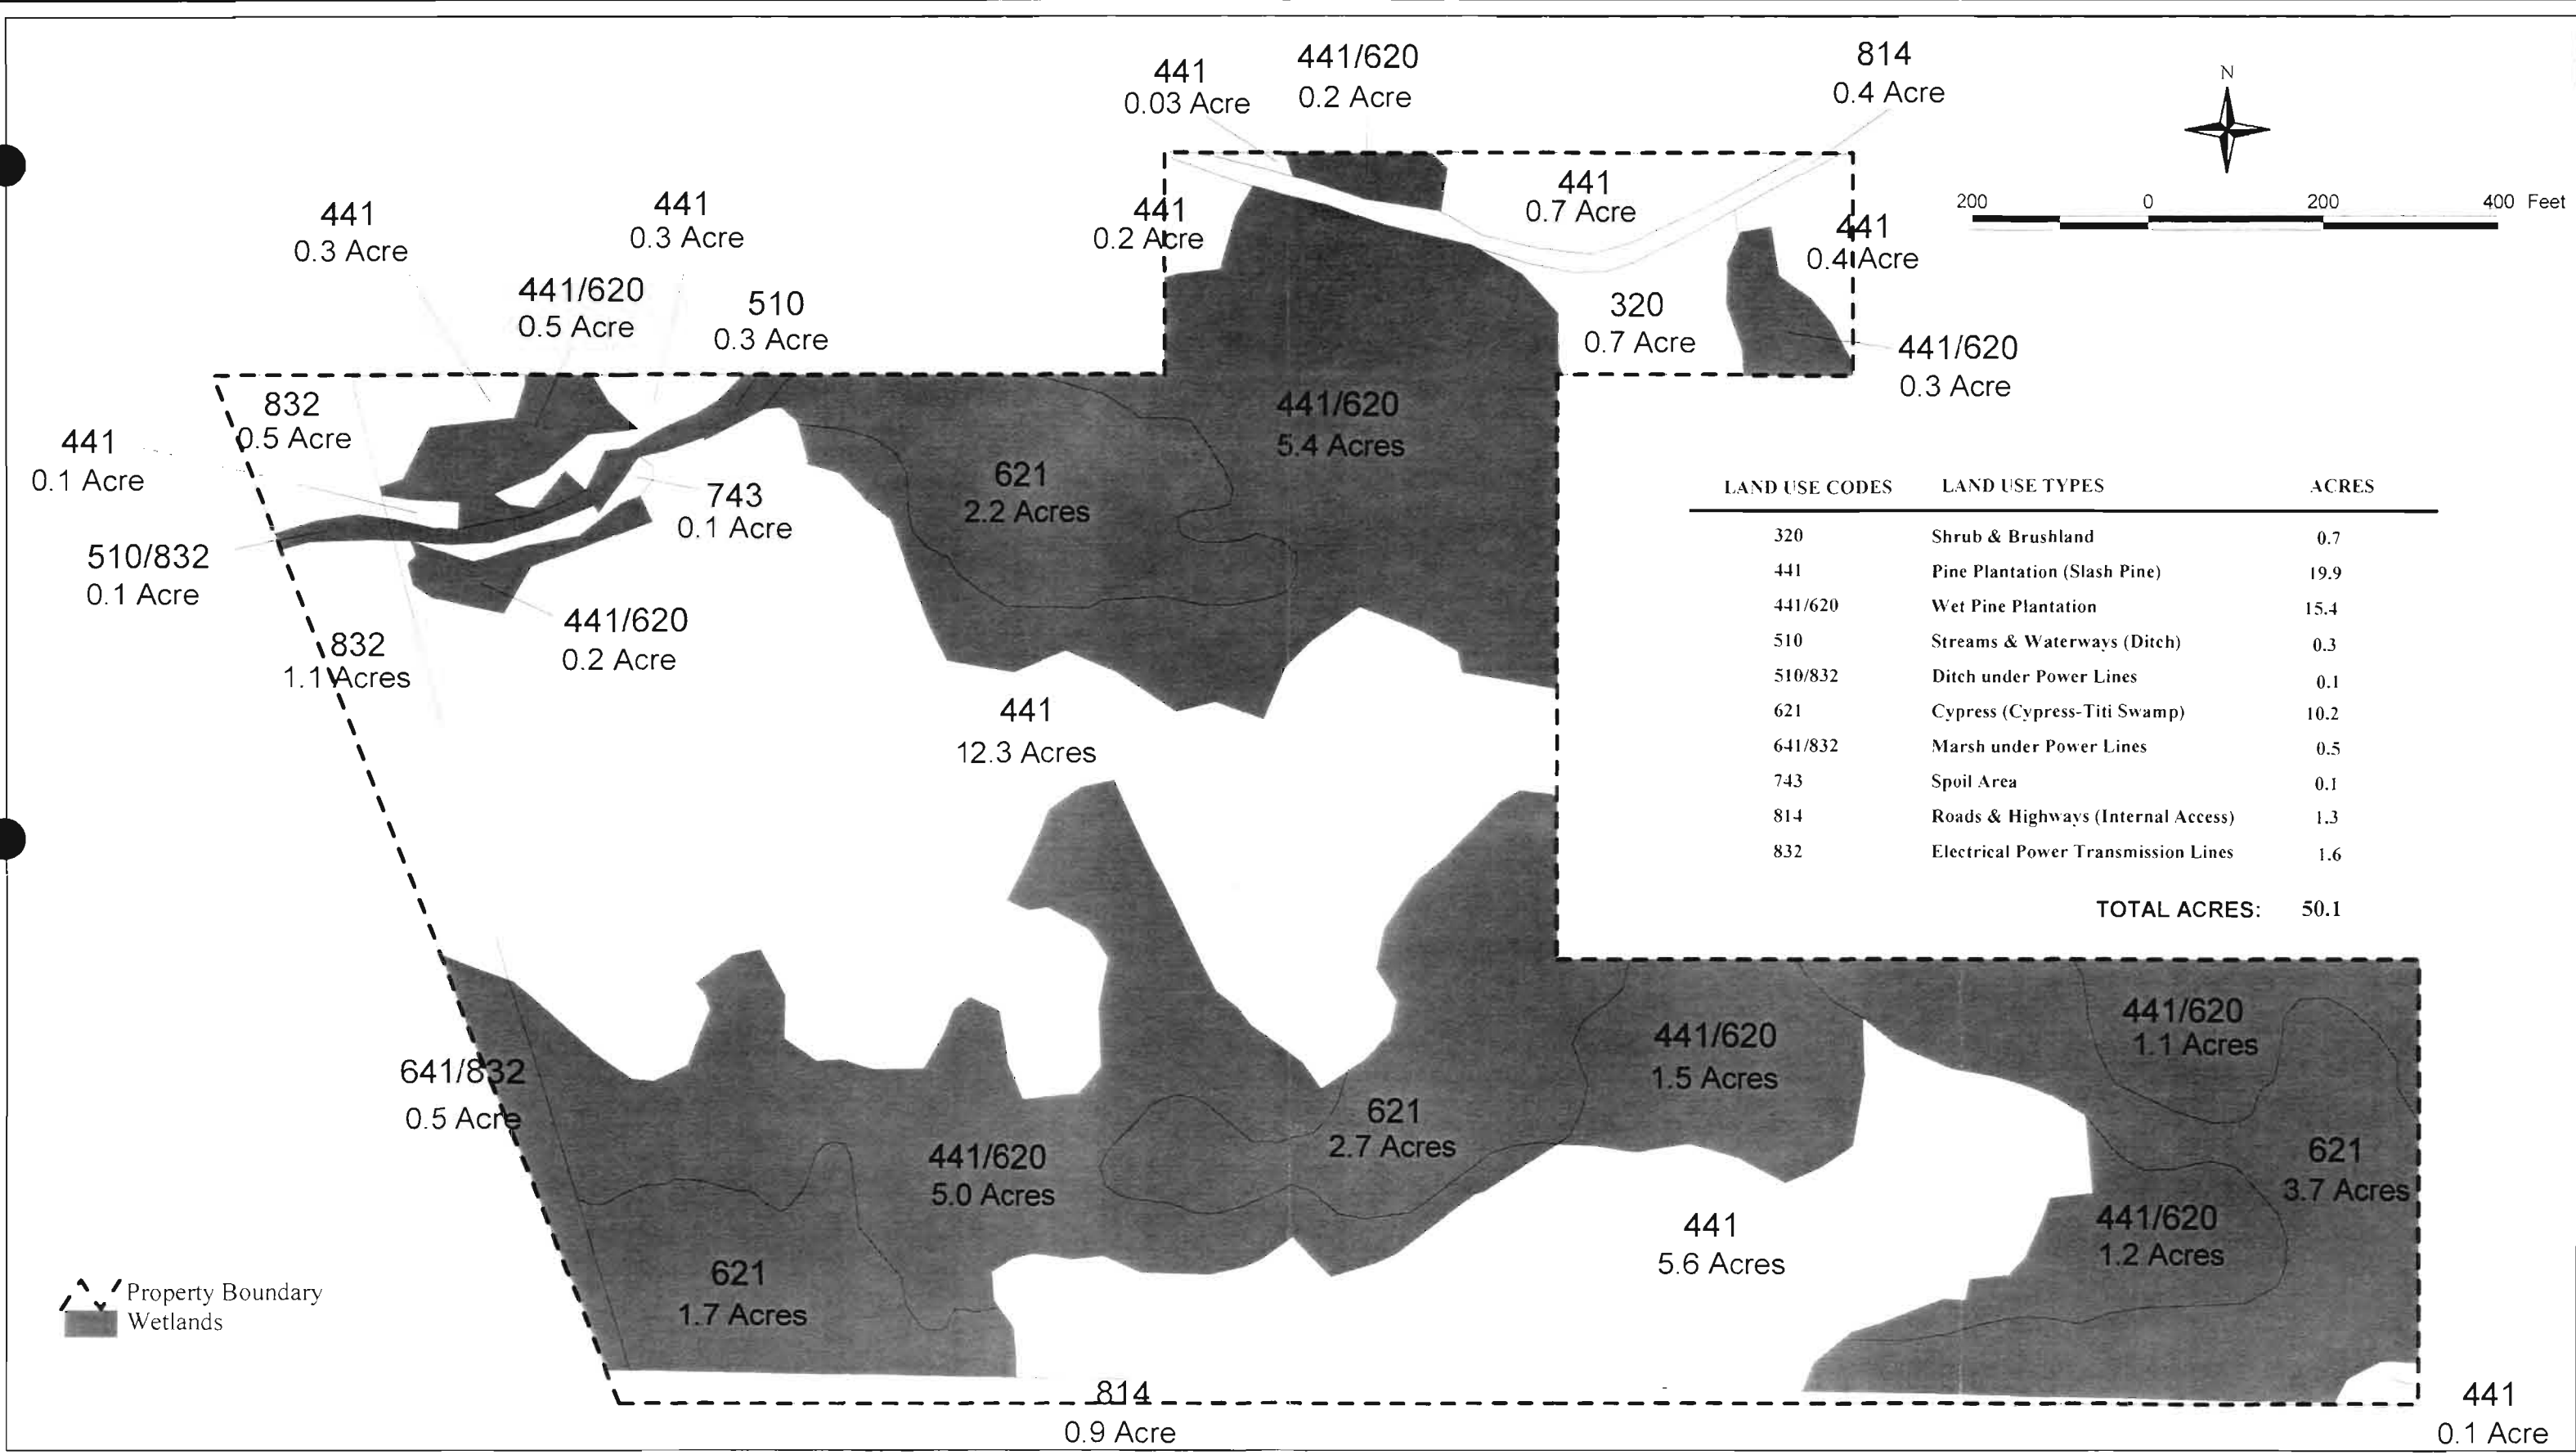 441
0.03 Acre
441/620
0.2 Acre
814
0.4 Acre
N
200 0 200 400 Feet
441
0.3 Acre
441
0.3 Acre
441/620
0.5 Acre
510
0.3 Acre
441
0.2 Acre
441
0.7 Acre
441
0.4 Acre
320
0.7 Acre
441/620
0.3 Acre
832
0.5 Acre
441
0.1 Acre
510/832
0.1 Acre
743
0.1 Acre
441/620
0.2 Acre
832
1.1 Acres
621
2.2 Acres
441/620
5.4 Acres
441
12.3 Acres
LAND USE CODES LAND USE TYPES ACRES
320 Shrub & Brushland 0.7
441 Pine Plantation (Slash Pine) 19.9
441/620 Wet Pine Plantation 15.4
510 Streams & Waterways (Ditch) 0.3
510/832 Ditch under Power Lines 0.1
621 Cypress (Cypress-Titi Swamp) 10.2
641/832 Marsh under Power Lines 0.5
743 Spoil Area 0.1
814 Roads & Highways (Internal Access) 1.3
832 Electrical Power Transmission Lines 1.6
TOTAL ACRES: 50.1
641/832
0.5 Acre
441/620
5.0 Acres
621
1.7 Acres
621
2.7 Acres
441/620
1.5 Acres
441/620
1.1 Acres
621
3.7 Acres
441/620
1.2 Acres
441
5.6 Acres
Property Boundary
Wetlands
814
0.9 Acre
441
0.1 Acre